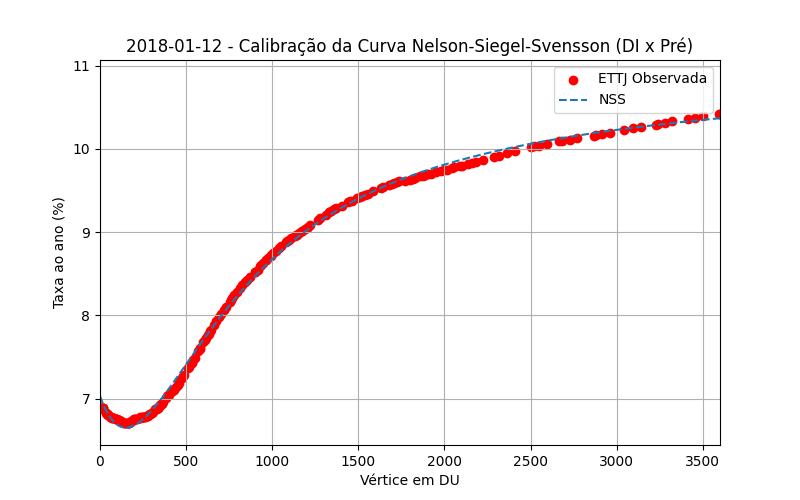 2018-01-12 - Calibração da Curva Nelson-Siegel-Svensson (DI x Pré)
ETTJ Observada
NSS
Taxa ao ano (%)
11
10
9
8
7
0 500 1000 1500 2000 2500 3000 3500
Vértice em DU